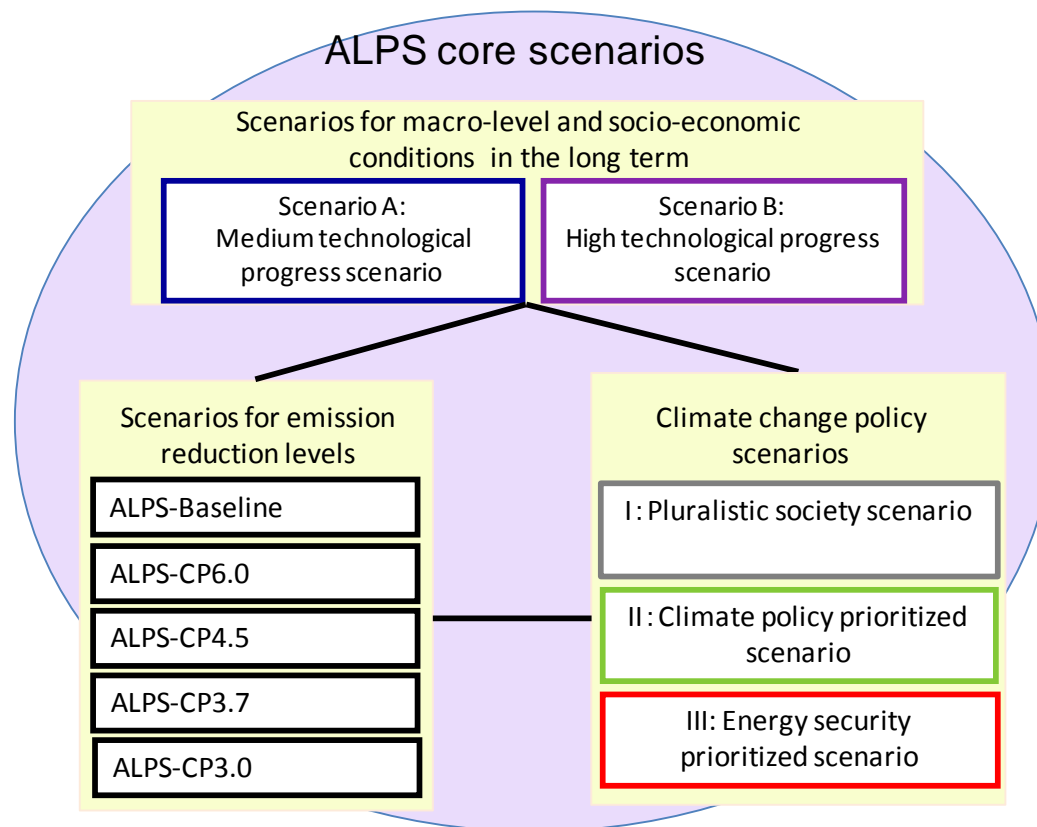 ALPS core scenarios
Scenarios for macro-level and socio-economic
conditions in the long term
Scenario A:
Medium technological
progress scenario
Scenario B:
High technological progress
scenario
Scenarios for emission
reduction levels
ALPS-Baseline
ALPS-CP6.0
ALPS-CP4.5
ALPS-CP3.7
ALPS-CP3.0
Climate change policy
scenarios
I : Pluralistic society scenario
II : Climate policy prioritized
scenario
III: Energy security
prioritized scenario